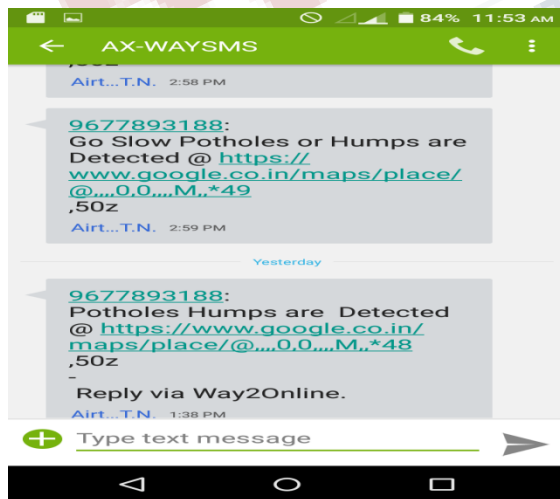 84% 11:53 AM
AX-WAYSMS
Airt...T.N. 2:58 PM
9677893188:
Go Slow Potholes or Humps are
Detected @ https://
www.google.co.in/maps/place/
@,,,,0,0,,,,M,,*49
,50z
Airt...T.N. 2:59 PM
Yesterday
9677893188:
Potholes Humps are Detected
@ https://www.google.co.in/
maps/place/@,,,,0,0,,,,M,,*48
,50z
-
Reply via Way2Online.
Airt...T.N. 1:38 PM
Type text message